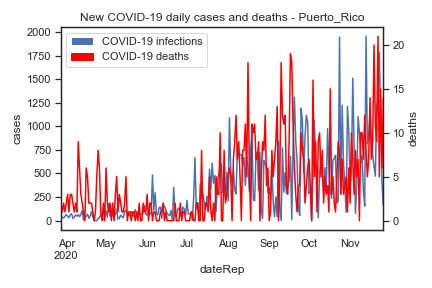 New COVID-19 daily cases and deaths - Puerto_Rico
COVID-19 infections
COVID-19 deaths
2000
1750
1500
1250
1000
750
500
250
0
cases
20
15
10
5
0
deaths
Apr May Jun Jul Aug Sep Oct Nov
2020
dateRep